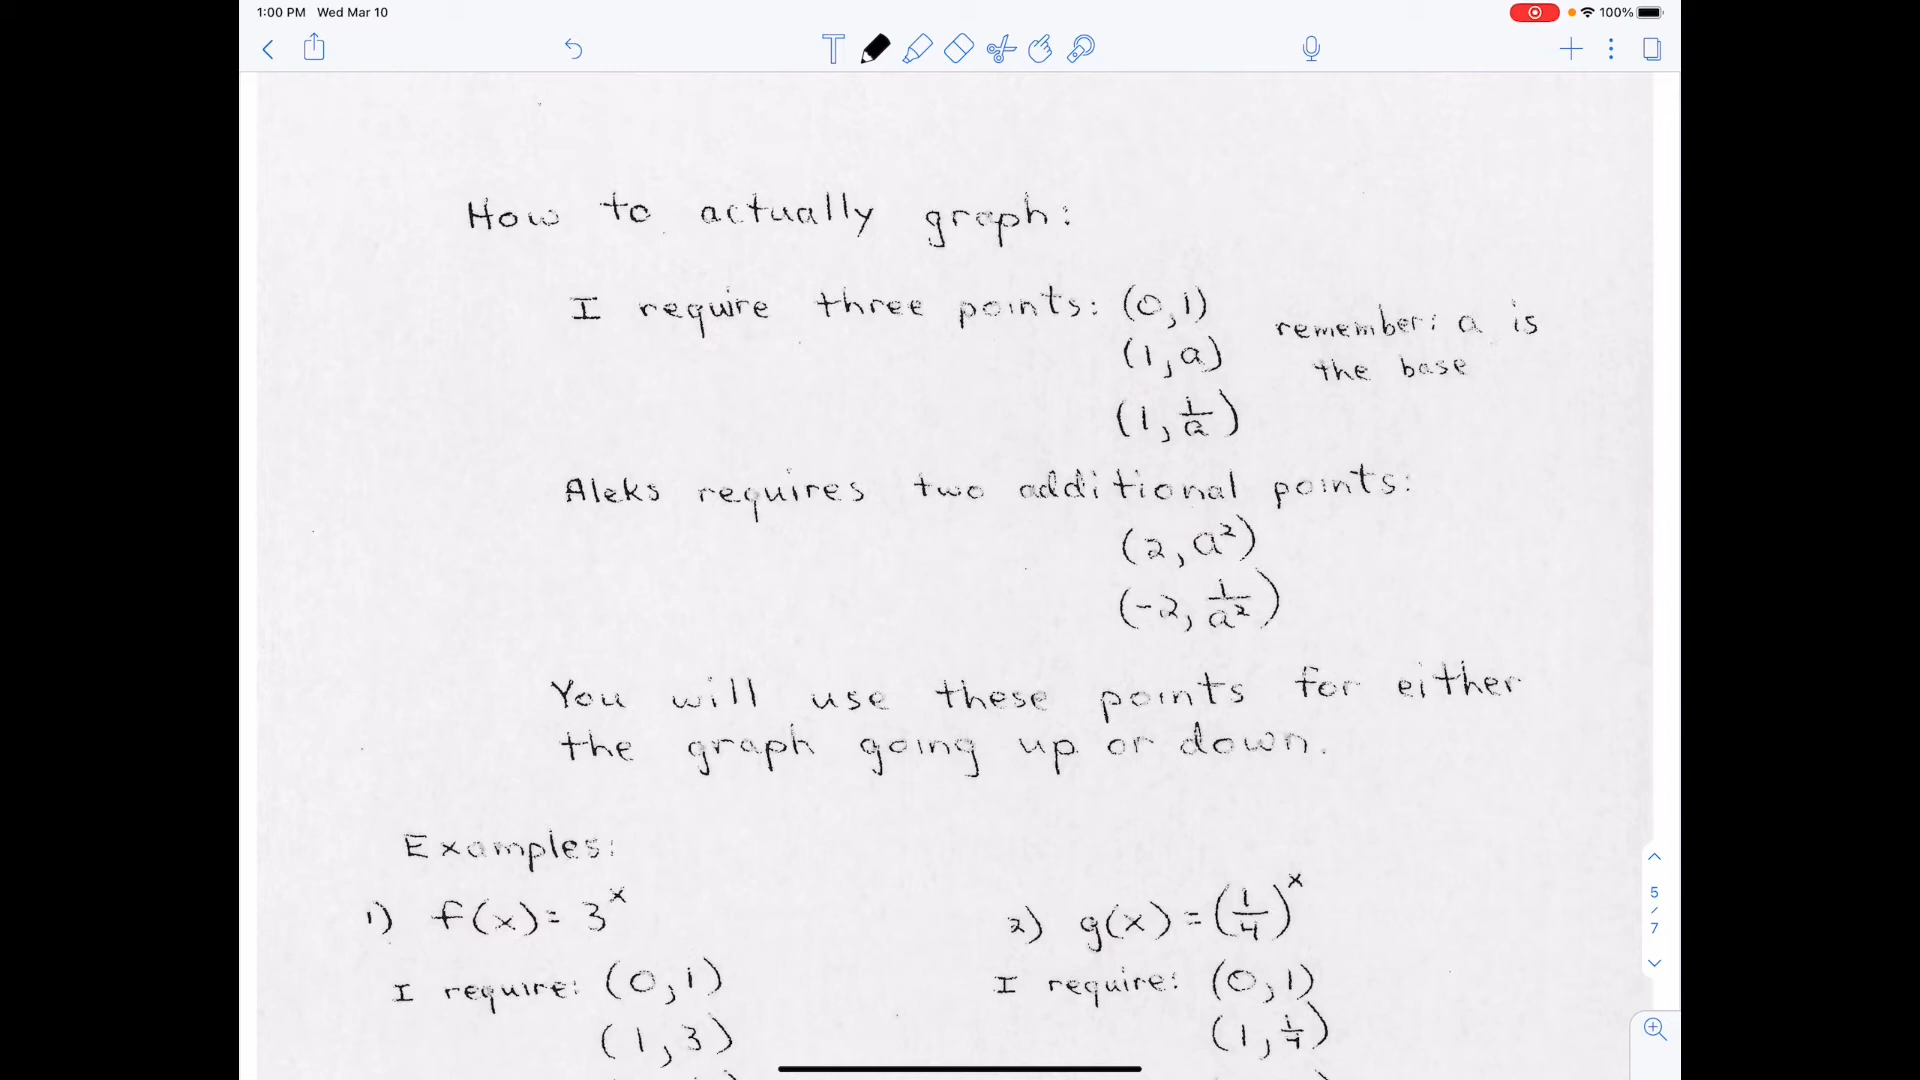 1:00 PM Wed Mar 10
100%
How to actually graph:
I require three points: (0,1)
(1,a)
remember: a is
the base
(1, 1/a)
Aleks requires two additional points:
(2, a²)
(-2, 1/a²)
You will use these points for either
the graph going up or down.
Examples:
1) f(x) = 3^x
2) g(x) = (1/4)^x
I require: (0,1)
(1,3)
I require: (0,1)
(1, 1/4)
5
/
7